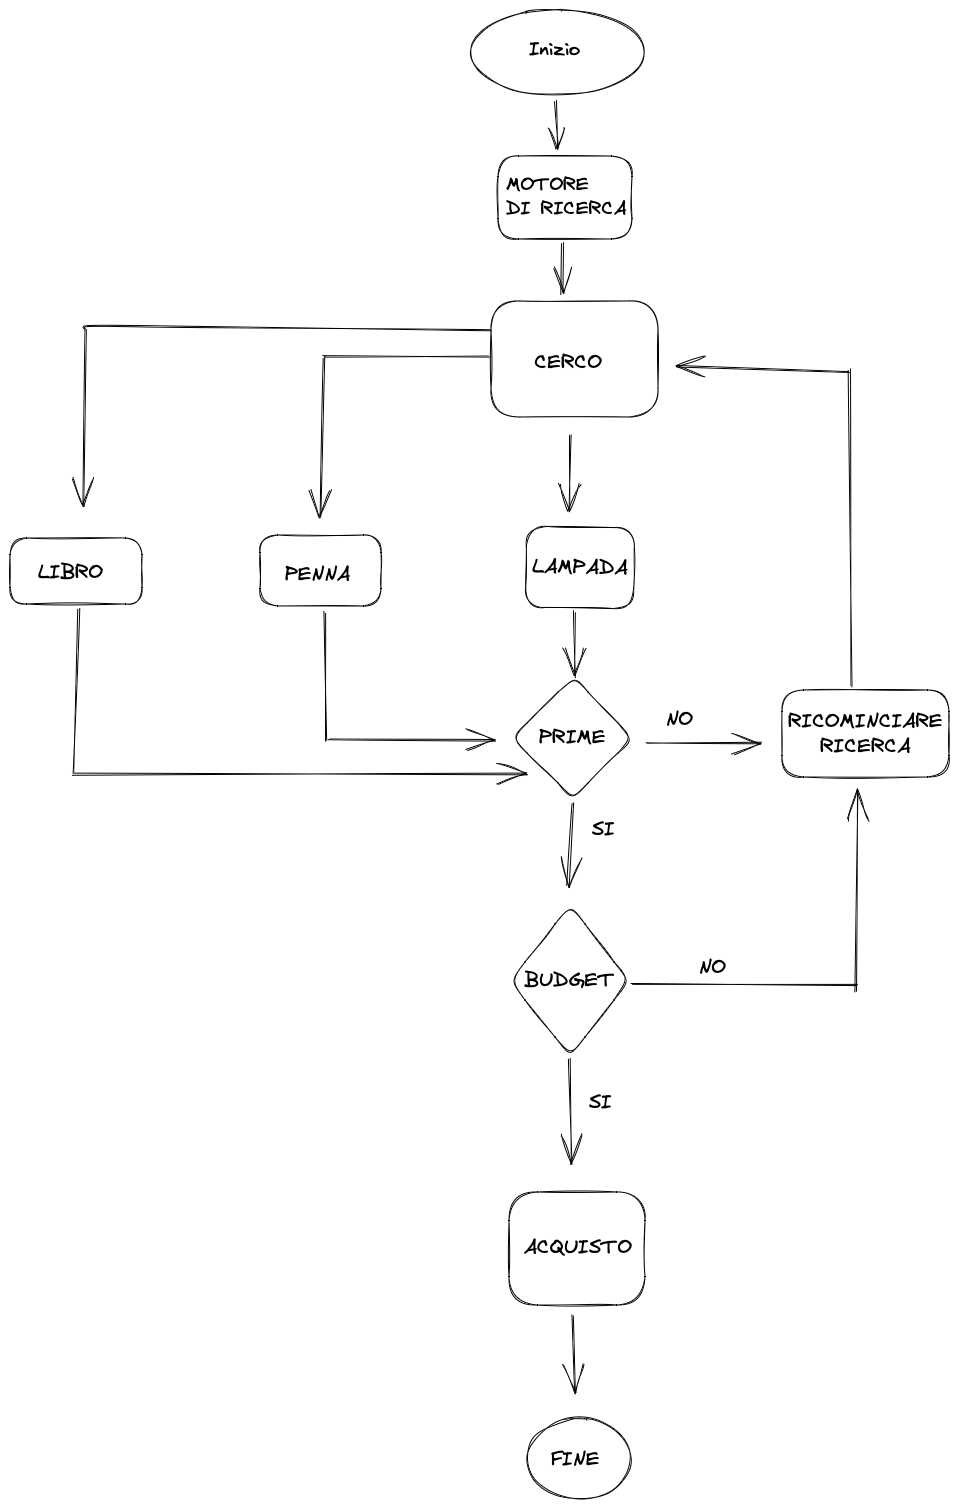 Inizio
MOTORE
DI RICERCA
CERCO
LIBRO
PENNA
LAMPADA
PRIME
NO
RICOMINCIARE
RICERCA
SI
BUDGET
NO
SI
ACQUISTO
FINE